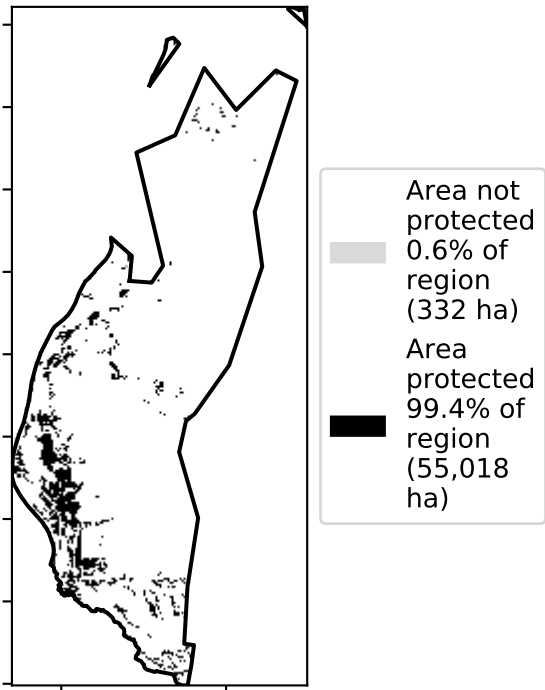 Area not
protected
0.6% of
region
(332 ha)
Area
protected
99.4% of
region
(55,018
ha)